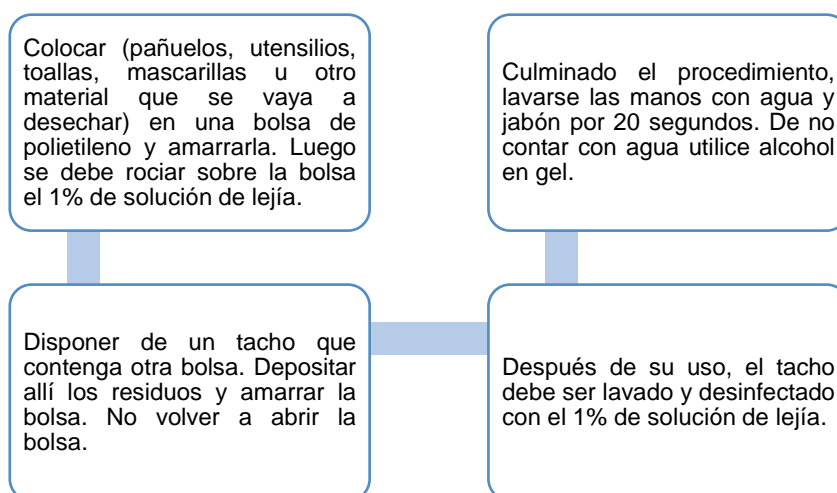 Colocar (pañuelos, utensilios,
toallas, mascarillas u otro
material que se vaya a
desechar) en una bolsa de
polietileno y amarrarla. Luego
se debe rociar sobre la bolsa
el 1% de solución de lejía.
Disponer de un tacho que
contenga otra bolsa. Depositar
allí los residuos y amarrar la
bolsa. No volver a abrir la
bolsa.
Después de su uso, el tacho
debe ser lavado y desinfectado
con el 1% de solución de lejía.
Culminado el procedimiento,
lavarse las manos con agua y
jabón por 20 segundos. De no
contar con agua utilice alcohol
en gel.